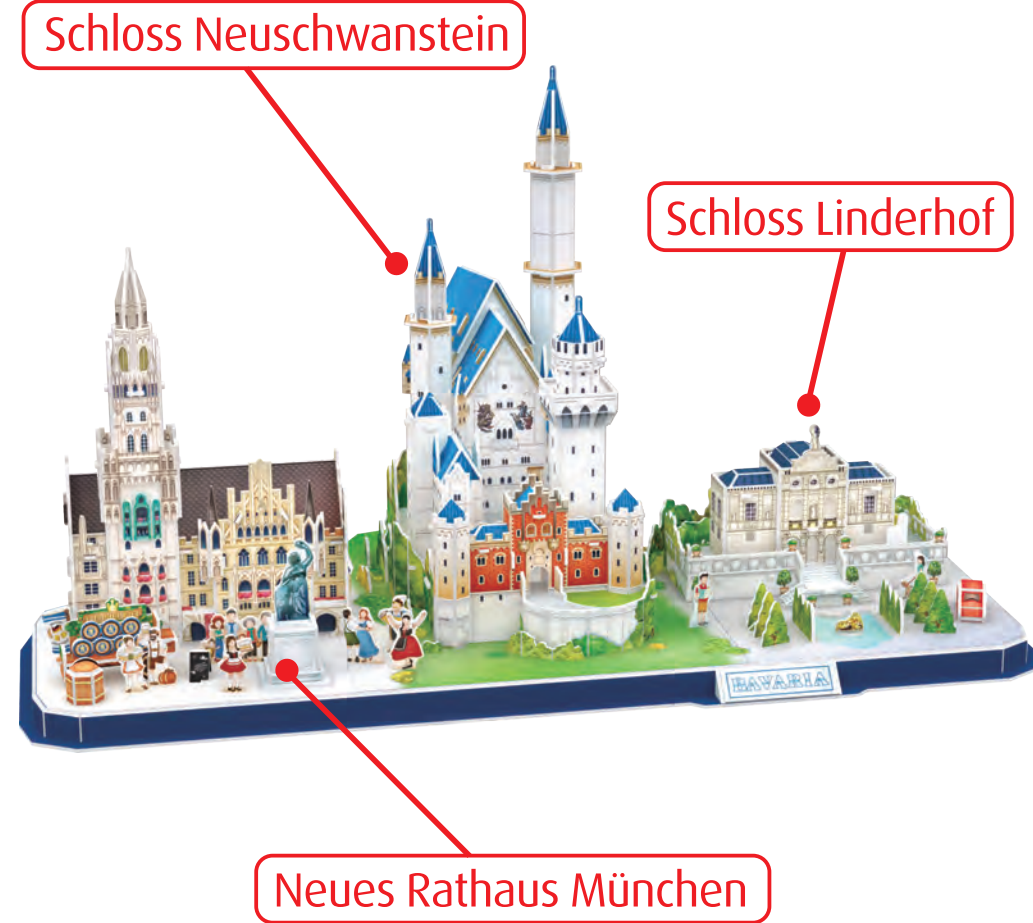 Schloss Neuschwanstein
Schloss Linderhof
BAVARIA
Neues Rathaus München